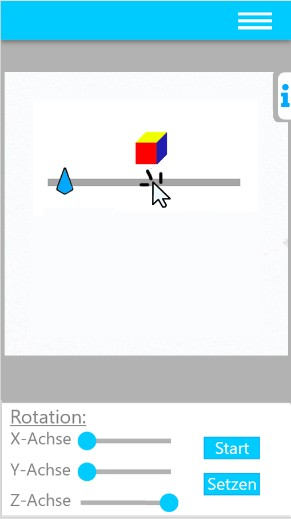 i
Rotation:
X-Achse
Start
Y-Achse
Setzen
Z-Achse